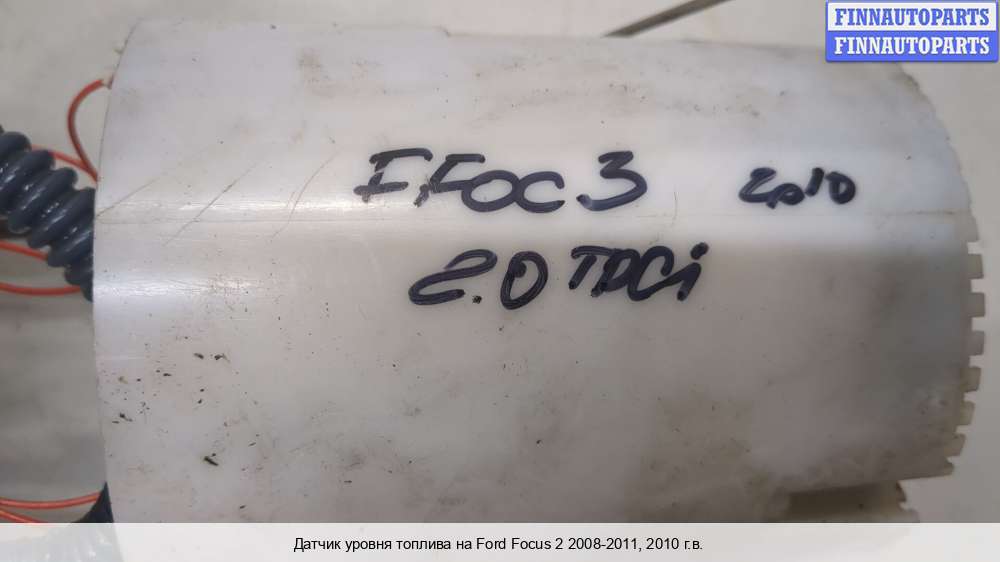 FINNAUTOPARTS
FINNAUTOPARTS
F.FOC 3 2010
2.0 TDCi
Датчик уровня топлива на Ford Focus 2 2008-2011, 2010 г.в.